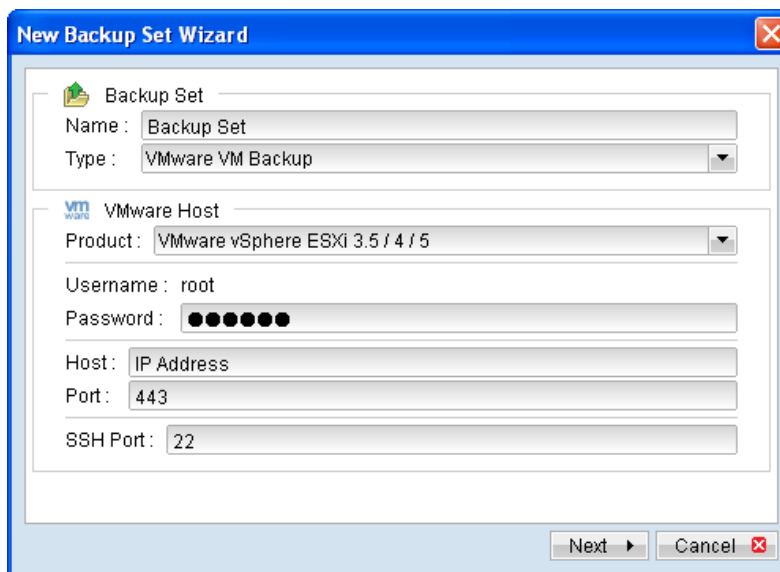 New Backup Set Wizard
Backup Set
Name : Backup Set
Type : VMware VM Backup
vm ware VMware Host
Product : VMware vSphere ESXi 3.5 / 4 / 5
Username : root
Password : ●●●●●●
Host : IP Address
Port : 443
SSH Port : 22
Next Cancel